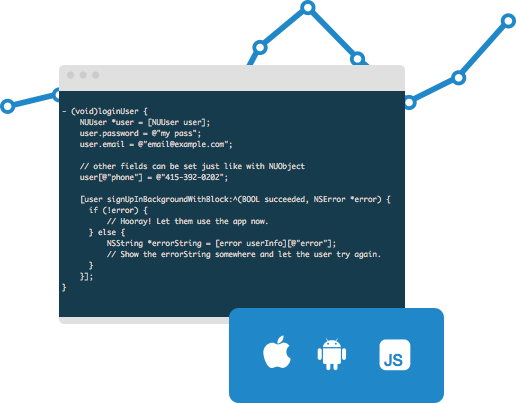 - (void)loginUser {
NUUser *user = [NUUser user];
user.password = @"my pass";
user.email = @"email@example.com";
// other fields can be set just like with NUObject
user[@"phone"] = @"415-392-0202";
[user signUpInBackgroundWithBlock:^(BOOL succeeded, NSError *error) {
if (!error) {
// Hooray! Let them use the app now.
} else {
NSString *errorString = [error userInfo][@"error"];
// Show the errorString somewhere and let the user try again.
}
}];
}
JS